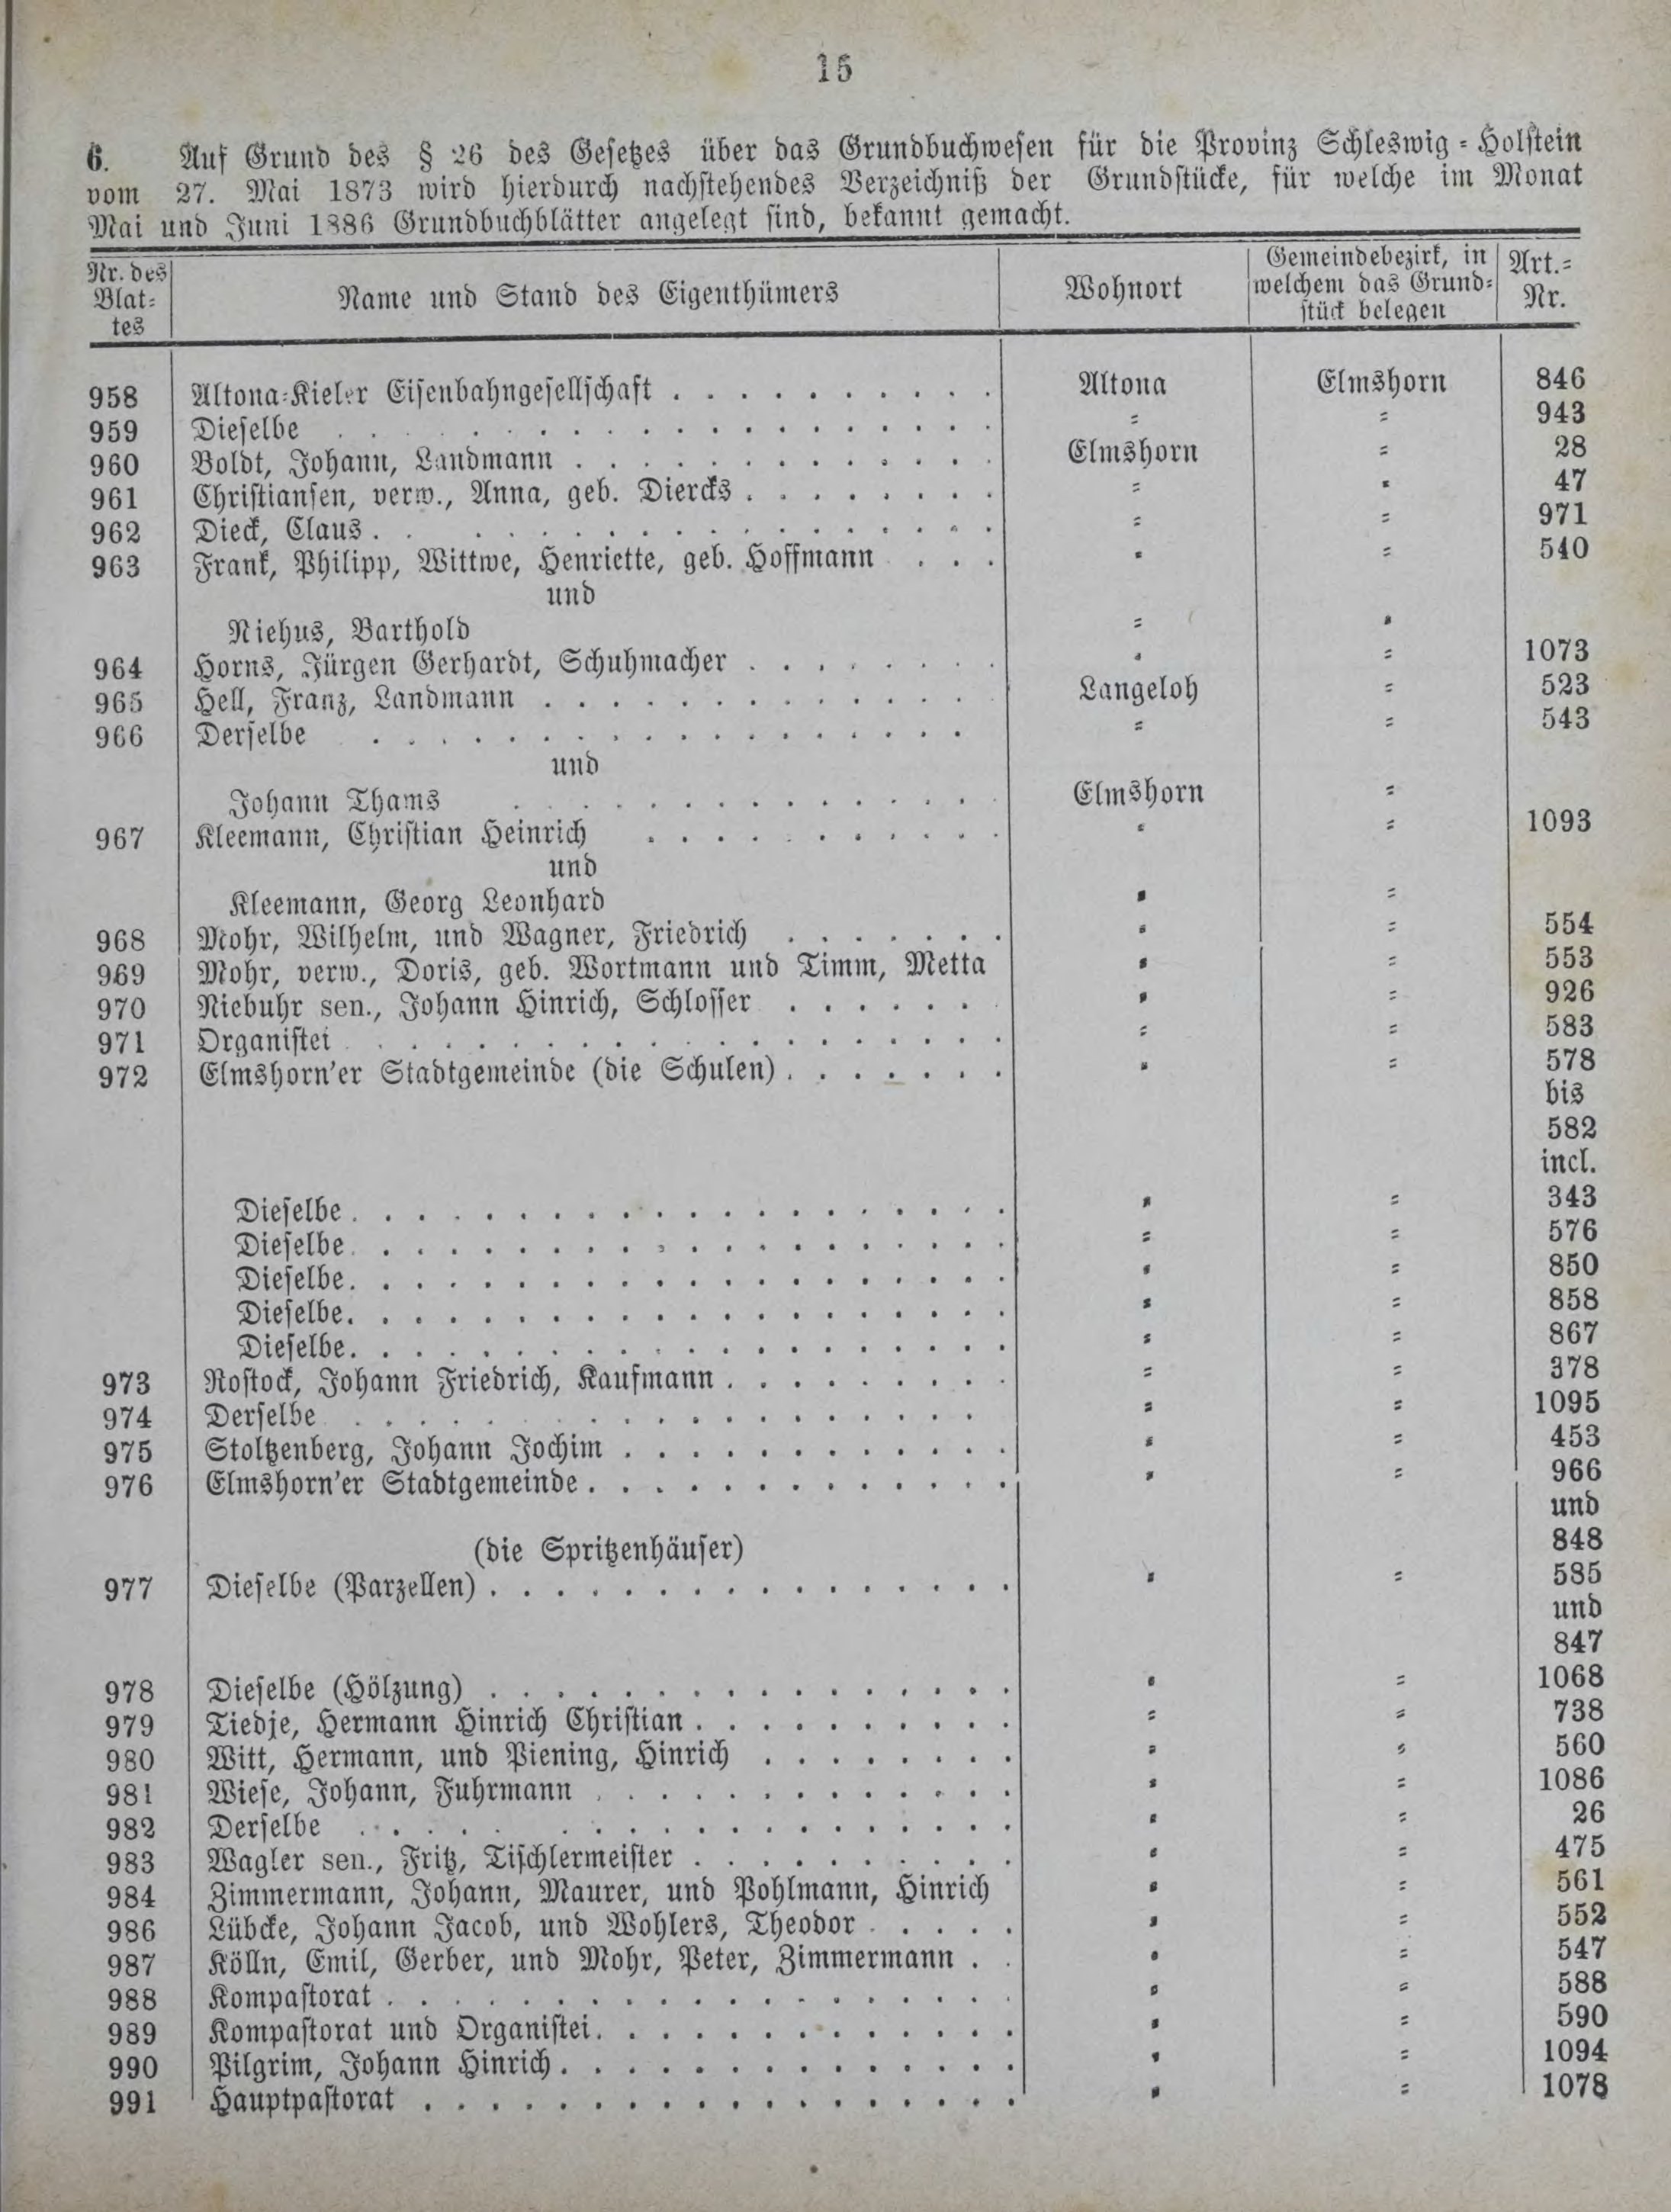 15
6. Auf Grund des § 26 des Gesetzes über das Grundbuchwesen für die Provinz Schleswig = Holstein
vom 27. Mai 1873 wird hierdurch nachstehendes Verzeichniß der Grundstücke, für welche im Monat
Mai und Juni 1886 Grundbuchblätter angelegt sind, bekannt gemacht.
Nr. des Blat= tes | Name und Stand des Eigenthümers | Wohnort | Gemeindebezirk, in welchem das Grund= stück belegen | Art.= Nr.
958 Altona=Kieler Eisenbahngesellschaft . . . . . . . . . . Altona Elmshorn 846
959 Dieselbe . . . . . . . . . . = = 943
960 Boldt, Johann, Landmann . . . . . . . . . . Elmshorn = 28
961 Christiansen, verw., Anna, geb. Diercks . . . . . . . . = = 47
962 Dieck, Claus . . . . . . . . . . = = 971
963 Frank, Philipp, Wittwe, Henriette, geb. Hoffmann . . . = = 540
und
Niehus, Barthold = =
964 Horns, Jürgen Gerhardt, Schuhmacher . . . . . . . . = = 1073
965 Hell, Franz, Landmann . . . . . . . . . . Langeloh = 523
966 Derselbe . . . . . . . . . . = = 543
und
Johann Thams . . . . . . . . . . Elmshorn =
967 Kleemann, Christian Heinrich . . . . . . . . . . = = 1093
und
Kleemann, Georg Leonhard = =
968 Mohr, Wilhelm, und Wagner, Friedrich . . . . . . . = = 554
969 Mohr, verw., Doris, geb. Wortmann und Timm, Metta = = 553
970 Niebuhr sen., Johann Hinrich, Schlosser . . . . . . = = 926
971 Organistei . . . . . . . . . . = = 583
972 Elmshorn'er Stadtgemeinde (die Schulen) . . . . . . . = = 578
bis
582
incl.
Dieselbe . . . . . . . . . . = = 343
Dieselbe . . . . . . . . . . = = 576
Dieselbe . . . . . . . . . . = = 850
Dieselbe . . . . . . . . . . = = 858
Dieselbe . . . . . . . . . . = = 867
973 Rostock, Johann Friedrich, Kaufmann . . . . . . . . . = = 378
974 Derselbe . . . . . . . . . . = = 1095
975 Stoltzenberg, Johann Jochim . . . . . . . . . . = = 453
976 Elmshorn'er Stadtgemeinde . . . . . . . . . . = = 966
und
(die Spritzenhäuser) 848
977 Dieselbe (Parzellen) . . . . . . . . . . = = 585
und
847
978 Dieselbe (Hölzung) . . . . . . . . . . = = 1068
979 Tiedje, Hermann Hinrich Christian . . . . . . . . . . = = 738
980 Witt, Hermann, und Piening, Hinrich . . . . . . . . = = 560
981 Wiese, Johann, Fuhrmann . . . . . . . . . . = = 1086
982 Derselbe . . . . . . . . . . = = 26
983 Wagler sen., Fritz, Tischlermeister . . . . . . . . . . = = 475
984 Zimmermann, Johann, Maurer, und Pohlmann, Hinrich = = 561
986 Lübcke, Johann Jacob, und Wohlers, Theodor . . . . . = = 552
987 Kölln, Emil, Gerber, und Mohr, Peter, Zimmermann . . = = 547
988 Kompastorat . . . . . . . . . . = = 588
989 Kompastorat und Organistei . . . . . . . . . . = = 590
990 Pilgrim, Johann Hinrich . . . . . . . . . . = = 1094
991 Hauptpastorat . . . . . . . . . . = = 1078